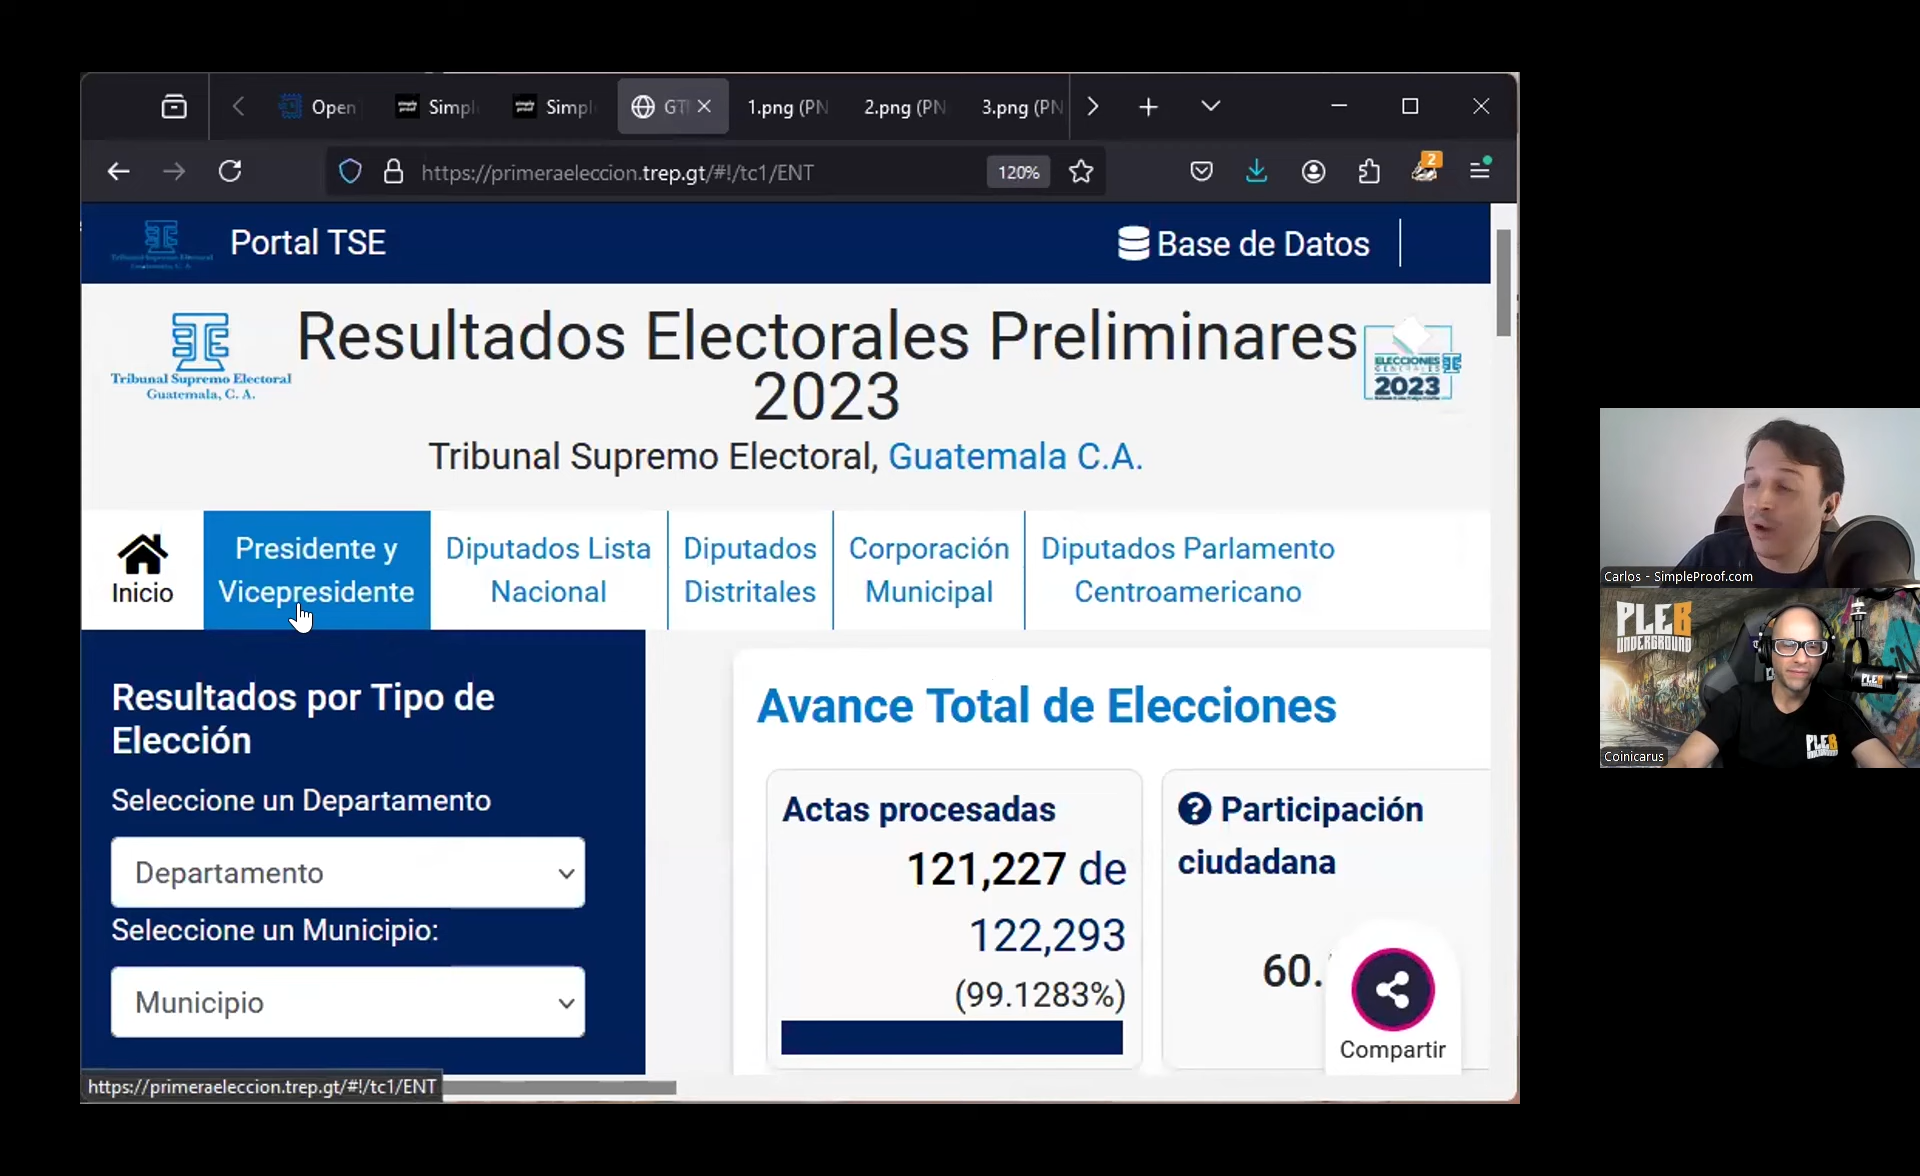 Open
Simpl
Simpl
GT
1.png (PN
2.png (PN
3.png (PN
https://primeraeleccion.trep.gt/#!/tc1/ENT
120%
2
Portal TSE
Base de Datos
Tribunal Supremo Electoral
Guatemala, C. A.
Resultados Electorales Preliminares
2023
ELECCIONES
GENERALES
2023
Tribunal Supremo Electoral, Guatemala C.A.
Inicio
Presidente y
Vicepresidente
Diputados Lista
Nacional
Diputados
Distritales
Corporación
Municipal
Diputados Parlamento
Centroamericano
Resultados por Tipo de
Elección
Seleccione un Departamento
Departamento
Seleccione un Municipio:
Municipio
Avance Total de Elecciones
Actas procesadas
121,227 de
122,293
(99.1283%)
Participación
ciudadana
60.
Compartir
https://primeraeleccion.trep.gt/#!/tc1/ENT
Carlos - SimpleProof.com
PLEB
UNDERGROUND
PLEB
Coinicarus